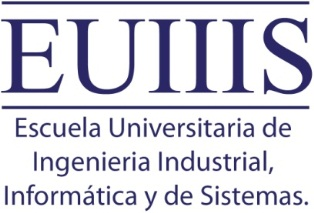 EUIIIS
Escuela Universitaria de
Ingenieria Industrial,
Informática y de Sistemas.